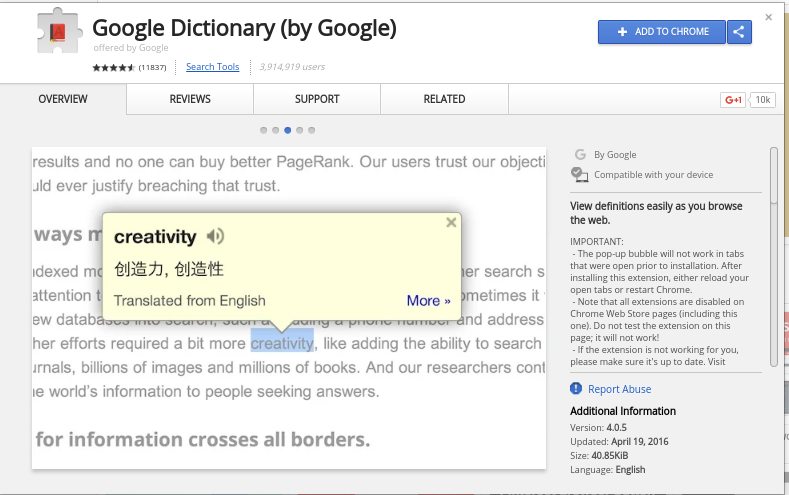 Google Dictionary (by Google)
offered by Google
(11837) Search Tools 3,914,919 users
ADD TO CHROME
OVERVIEW REVIEWS SUPPORT RELATED
G+1 10k
results and no one can buy better PageRank. Our users trust our objecti
uld ever justify breaching that trust.
ways m
creativity
创造力, 创造性
Translated from English More »
ndexed mo her search s
attention t ometimes it
ew databases into search, such as adding a phone number and address
her efforts required a bit more creativity, like adding the ability to search
urnals, billions of images and millions of books. And our researchers cont
e world's information to people seeking answers.
for information crosses all borders.
By Google
Compatible with your device
View definitions easily as you browse
the web.
IMPORTANT:
- The pop-up bubble will not work in tabs
that were open prior to installation. After
installing this extension, either reload your
open tabs or restart Chrome.
- Note that all extensions are disabled on
Chrome Web Store pages (including this
one). Do not test the extension on this
page; it will not work!
- If the extension is not working for you,
please make sure it's up to date. Visit
Report Abuse
Additional Information
Version: 4.0.5
Updated: April 19, 2016
Size: 40.85KiB
Language: English